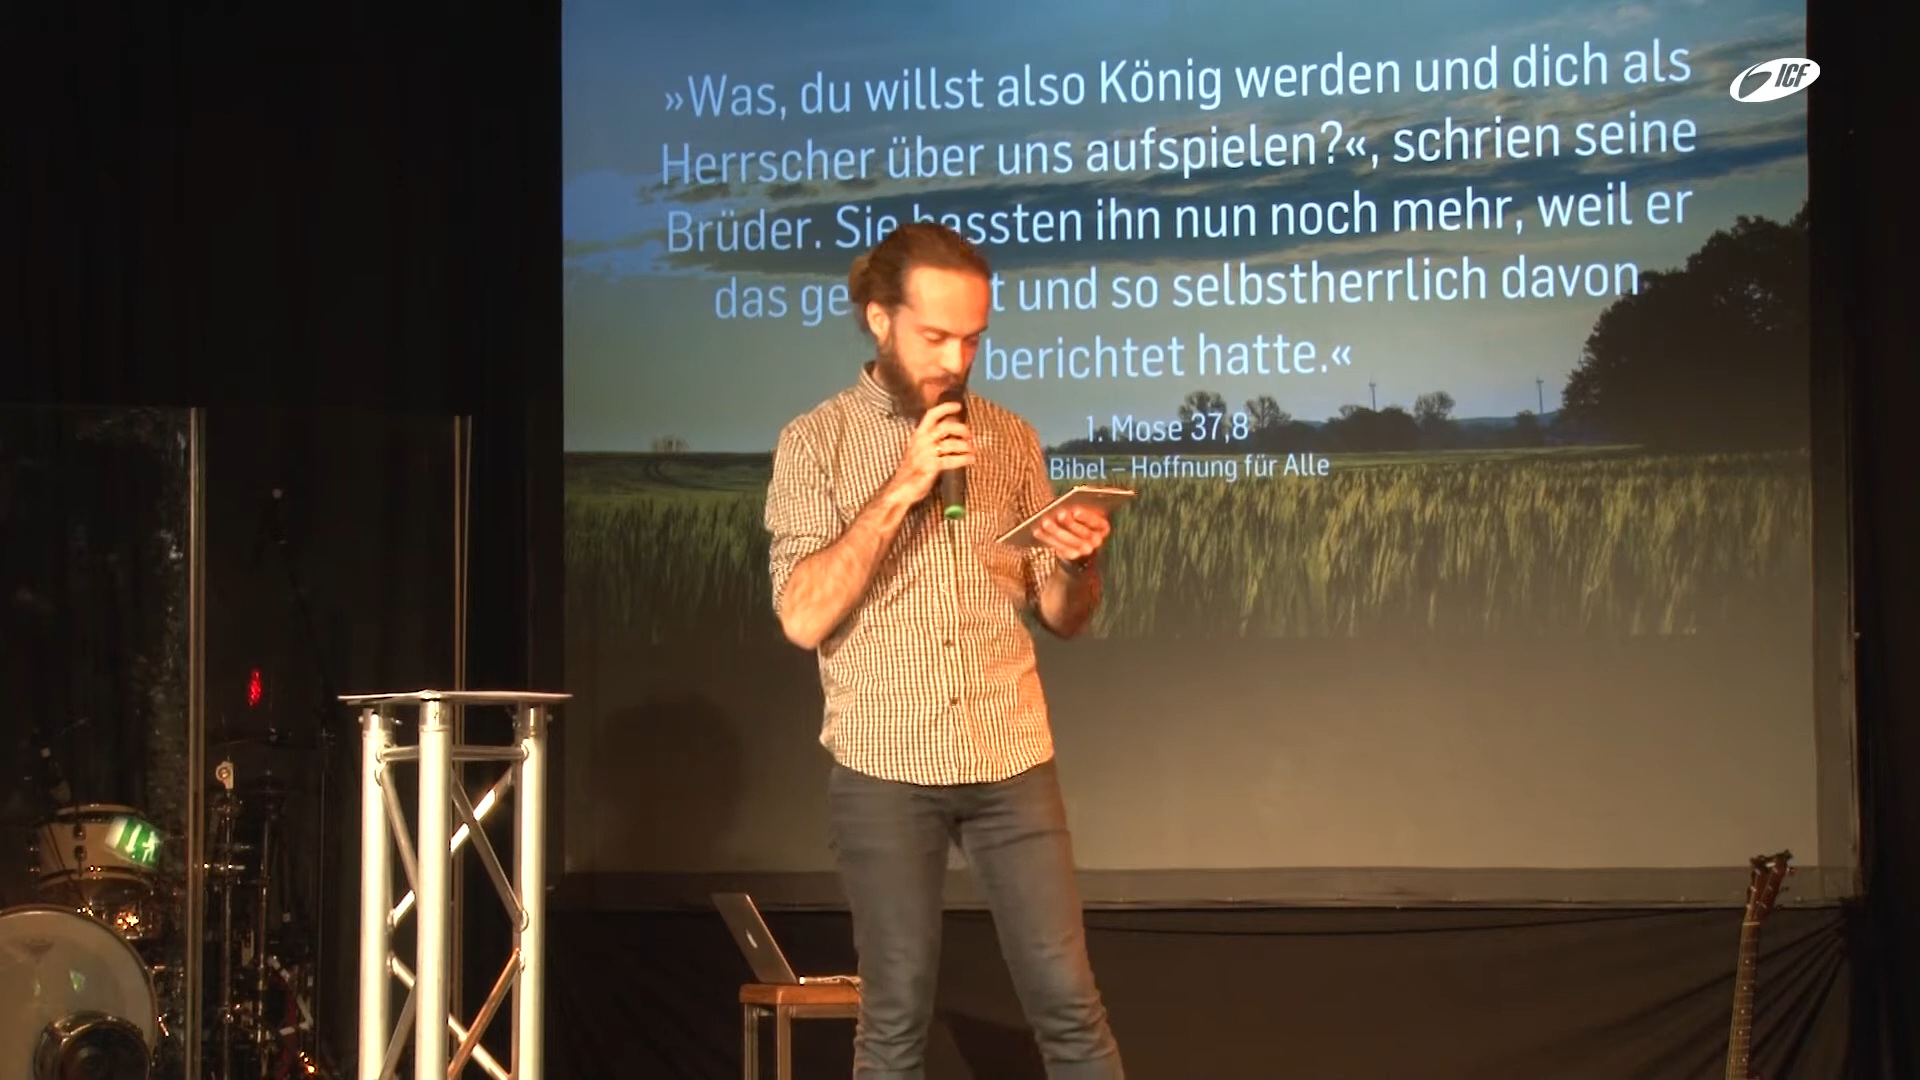 »Was, du willst also König werden und dich als
Herrscher über uns aufspielen?«, schrien seine
Brüder. Sie hassten ihn nun noch mehr, weil er
das und so selbstherrlich davon
berichtet hatte.«
1. Mose 37,8
Bibel – Hoffnung für Alle
ICF